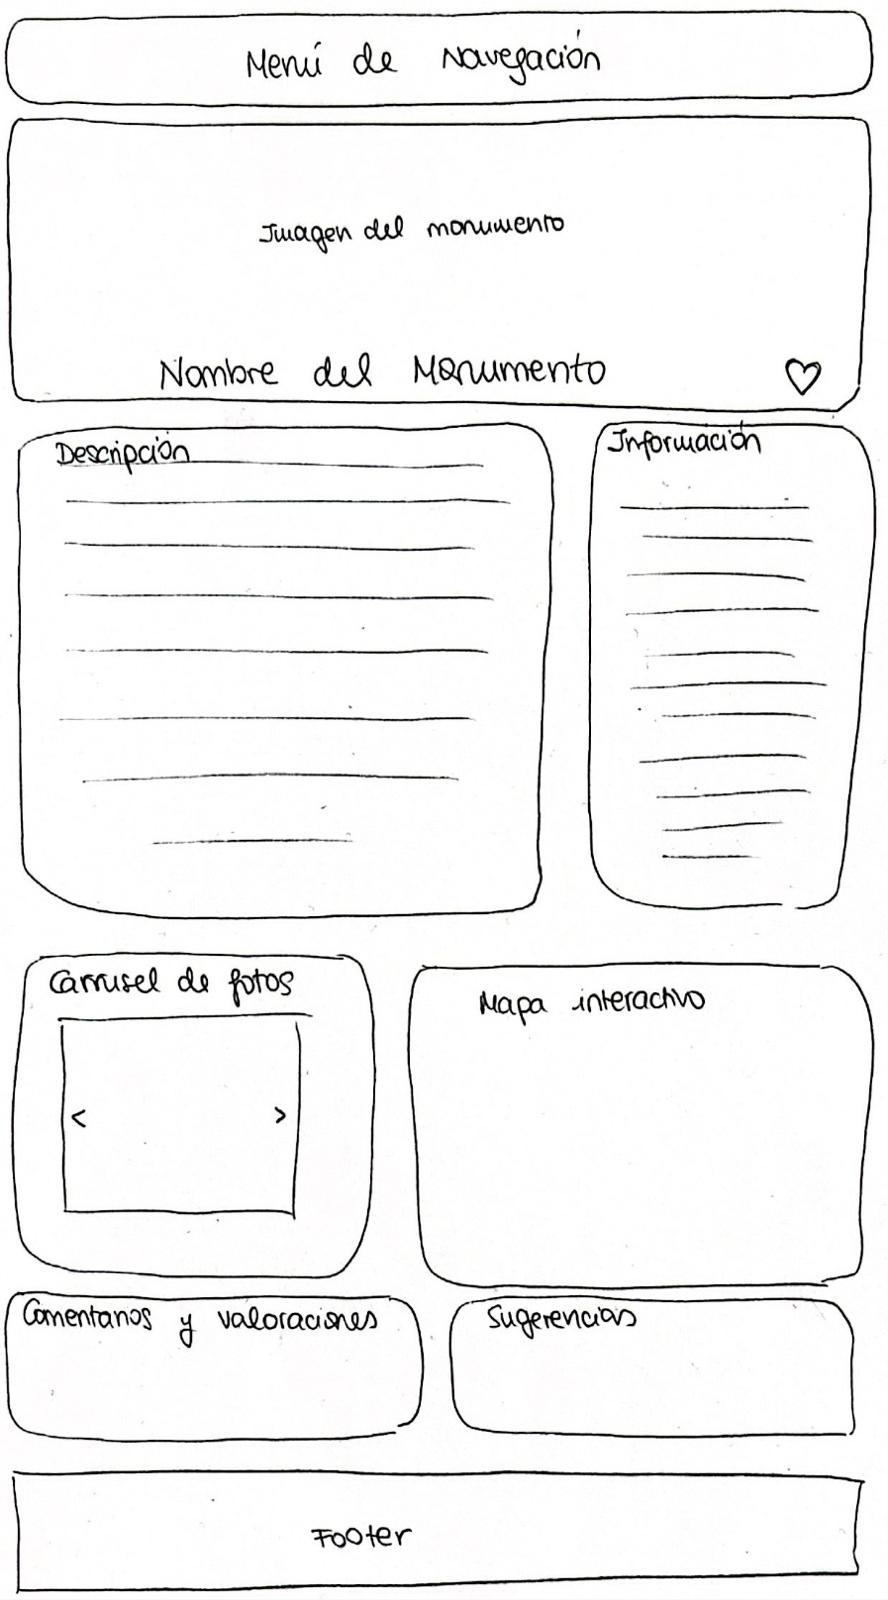 Menú de Navegación
Imagen del monumento
Nombre del Monumento
Descripción
Información
Carrusel de fotos
<
>
Mapa interactivo
Comentarios y valoraciones
Sugerencias
Footer